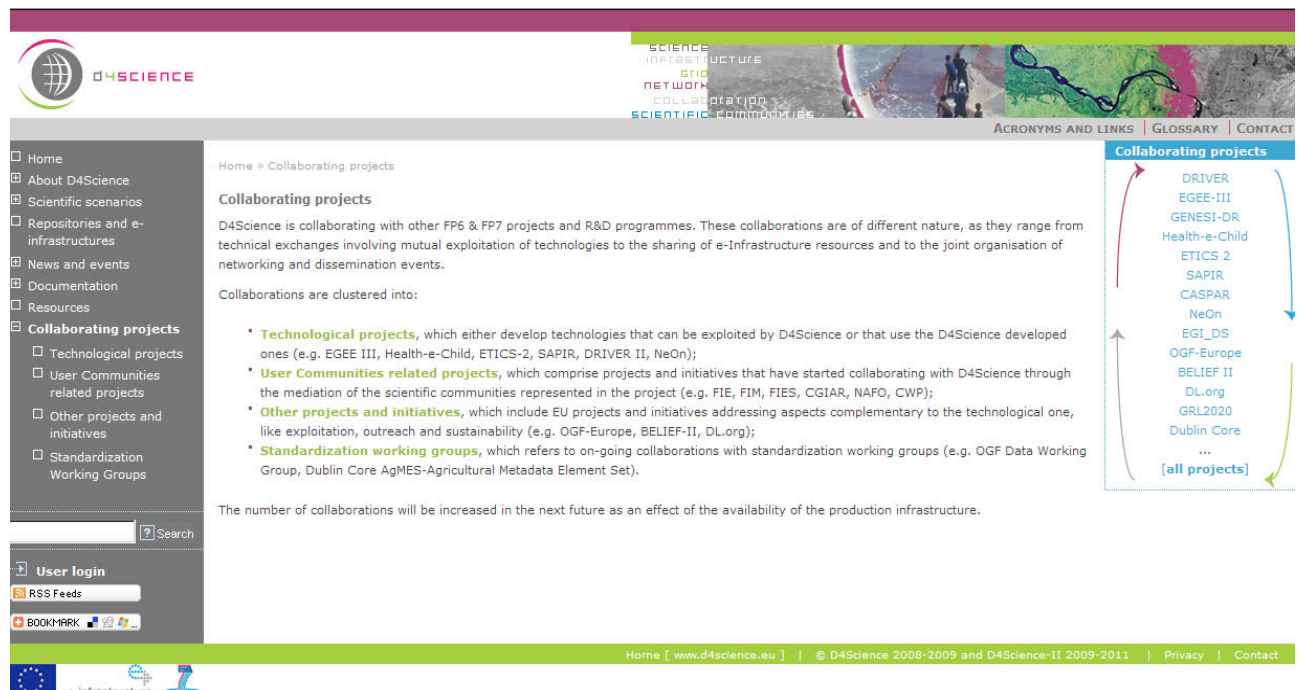 d4science
SCIENCE
INFRASTRUCTURE
GRID
NETWORK
COLLABORATION
SCIENTIFIC COMMUNITIES
ACRONYMS AND LINKS | GLOSSARY | CONTACT
Home
About D4Science
Scientific scenarios
Repositories and e-
infrastructures
News and events
Documentation
Resources
Collaborating projects
Technological projects
User Communities
related projects
Other projects and
initiatives
Standardization
Working Groups
? Search
User login
RSS Feeds
BOOKMARK ...
Home » Collaborating projects
Collaborating projects
D4Science is collaborating with other FP6 & FP7 projects and R&D programmes. These collaborations are of different nature, as they range from
technical exchanges involving mutual exploitation of technologies to the sharing of e-Infrastructure resources and to the joint organisation of
networking and dissemination events.
Collaborations are clustered into:
Technological projects, which either develop technologies that can be exploited by D4Science or that use the D4Science developed
ones (e.g. EGEE III, Health-e-Child, ETICS-2, SAPIR, DRIVER II, NeOn);
User Communities related projects, which comprise projects and initiatives that have started collaborating with D4Science through
the mediation of the scientific communities represented in the project (e.g. FIE, FIM, FIES, CGIAR, NAFO, CWP);
Other projects and initiatives, which include EU projects and initiatives addressing aspects complementary to the technological one,
like exploitation, outreach and sustainability (e.g. OGF-Europe, BELIEF-II, DL.org);
Standardization working groups, which refers to on-going collaborations with standardization working groups (e.g. OGF Data Working
Group, Dublin Core AgMES-Agricultural Metadata Element Set).
The number of collaborations will be increased in the next future as an effect of the availability of the production infrastructure.
Collaborating projects
DRIVER
EGEE-III
GENESI-DR
Health-e-Child
ETICS 2
SAPIR
CASPAR
NeOn
EGI_DS
OGF-Europe
BELIEF II
DL.org
GRL2020
Dublin Core
...
[all projects]
Home [ www.d4science.eu ] | © D4Science 2008-2009 and D4Science-II 2009-2011 | Privacy | Contact